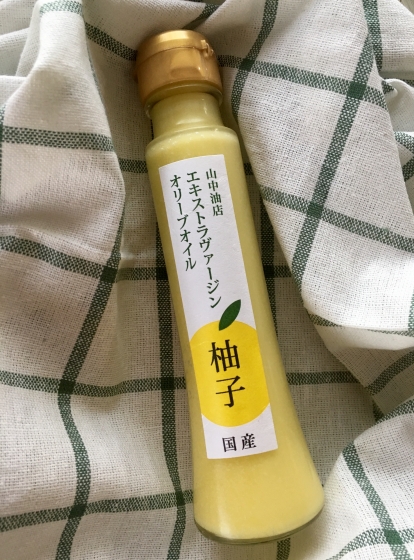 山中油店
エキストラヴァージン
オリーブオイル
柚子
国産